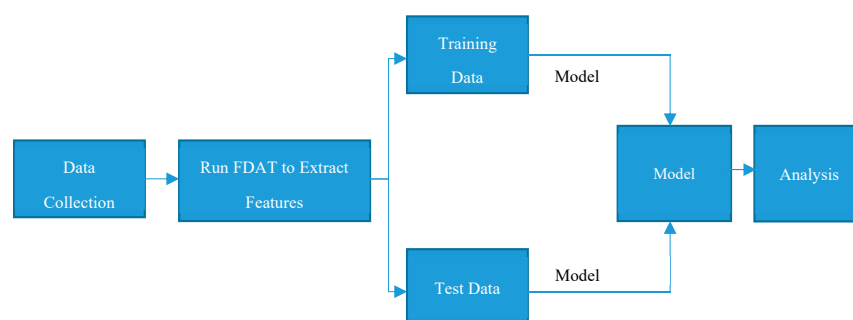 Training
Data
Model
Data
Collection
Run FDAT to Extract
Features
Model
Analysis
Test Data
Model